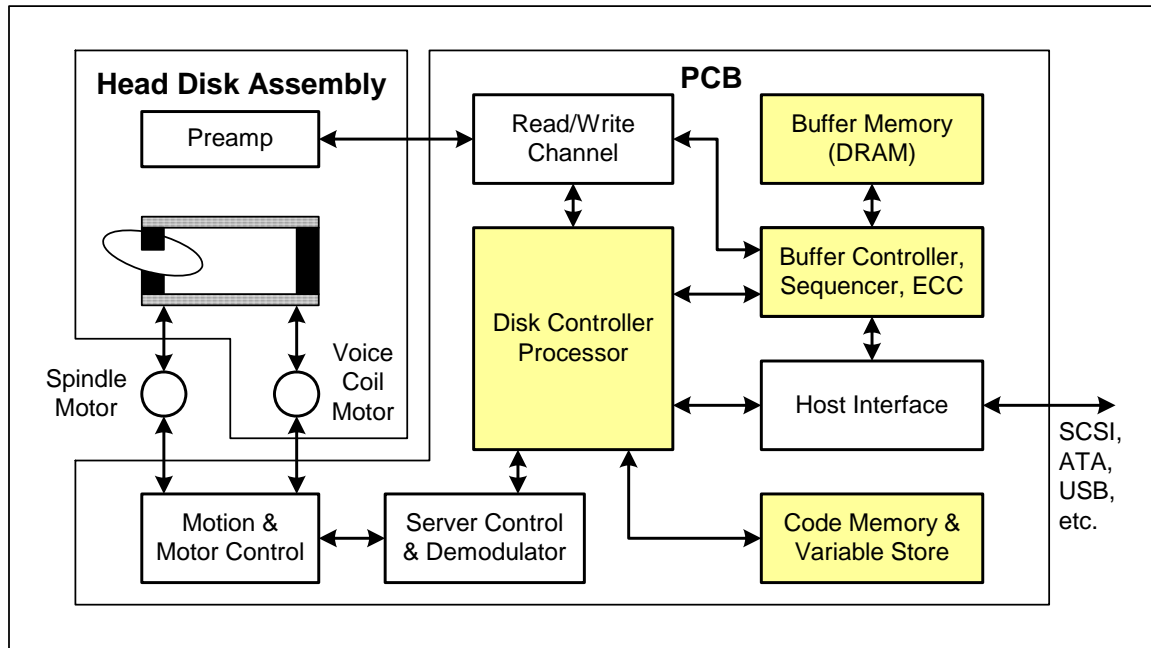 Head Disk Assembly
Preamp
Spindle
Motor
Voice
Coil
Motor
PCB
Read/Write
Channel
Buffer Memory
(DRAM)
Buffer Controller,
Sequencer, ECC
Disk Controller
Processor
Host Interface
SCSI,
ATA,
USB,
etc.
Motion &
Motor Control
Server Control
& Demodulator
Code Memory &
Variable Store